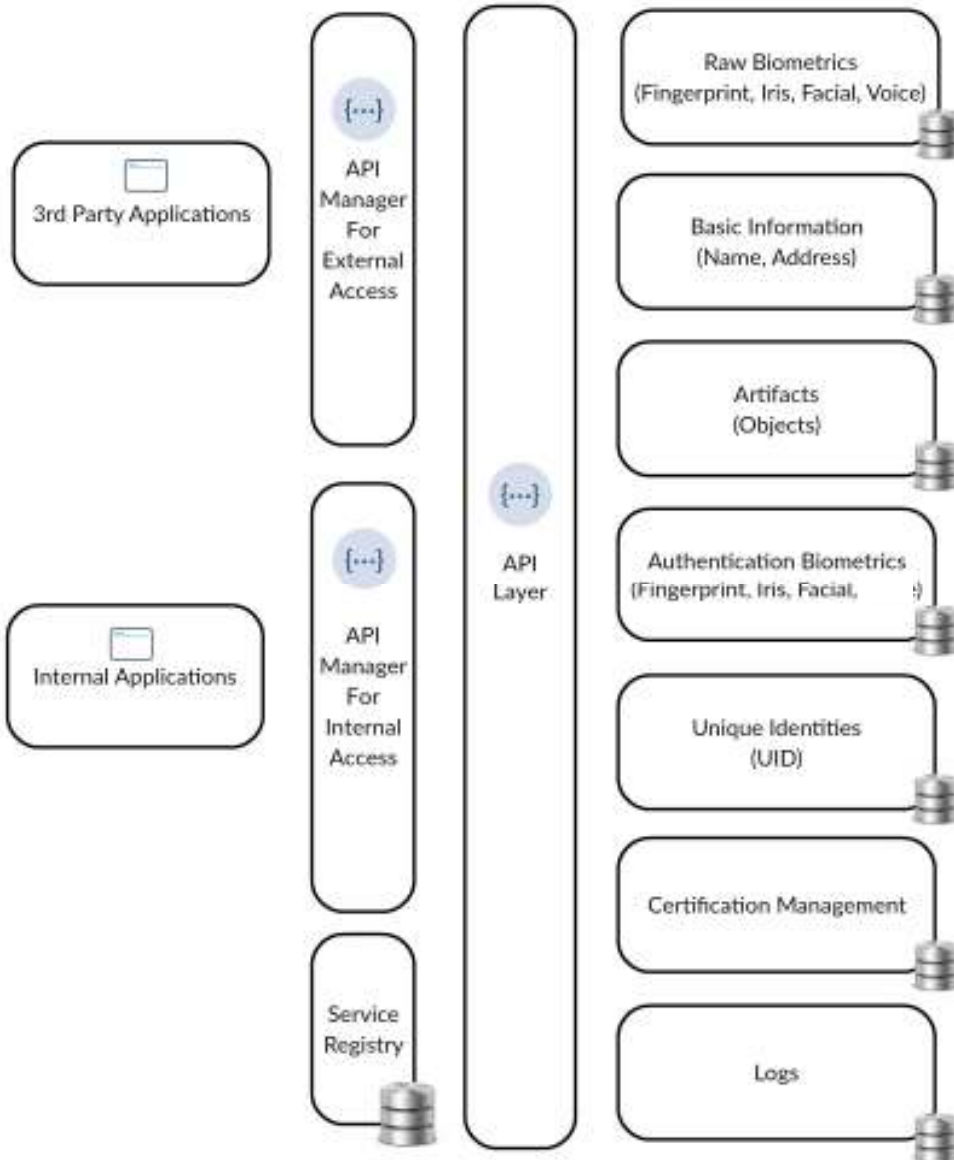 3rd Party Applications
Internal Applications
{...}
API
Manager
For
External
Access
{...}
API
Manager
For
Internal
Access
Service
Registry
{...}
API
Layer
Raw Biometrics
(Fingerprint, Iris, Facial, Voice)
Basic Information
(Name, Address)
Artifacts
(Objects)
Authentication Biometrics
(Fingerprint, Iris, Facial,
Unique Identities
(UID)
Certification Management
Logs